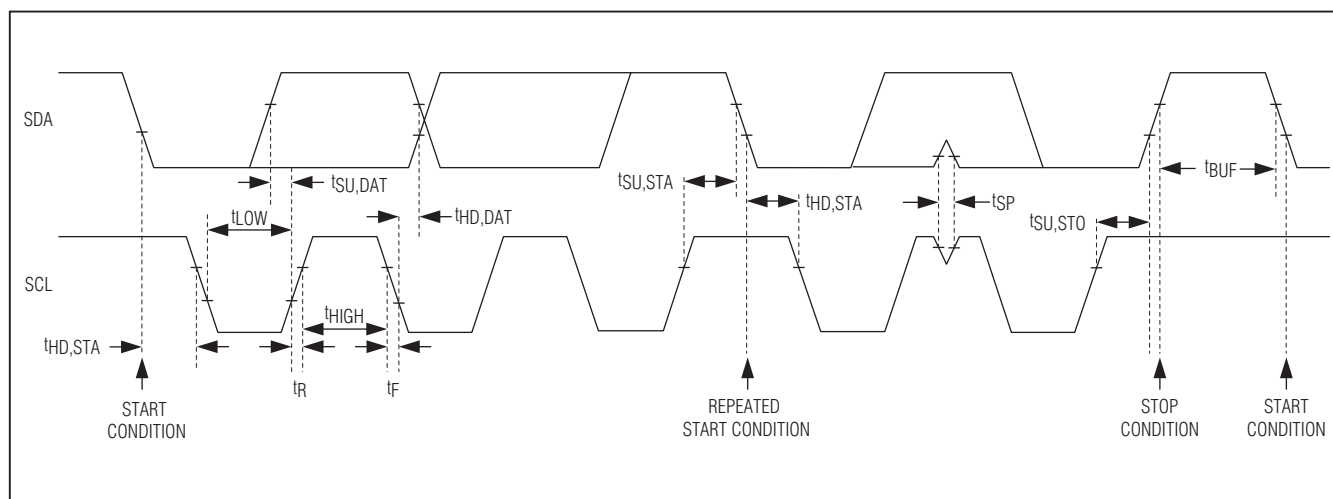 SDA
tSU,DAT
tSU,STA
tBUF
tHD,STA
tSP
tLOW
tHD,DAT
tSU,STO
SCL
tHIGH
tHD,STA
tR
tF
START
CONDITION
REPEATED
START CONDITION
STOP
CONDITION
START
CONDITION